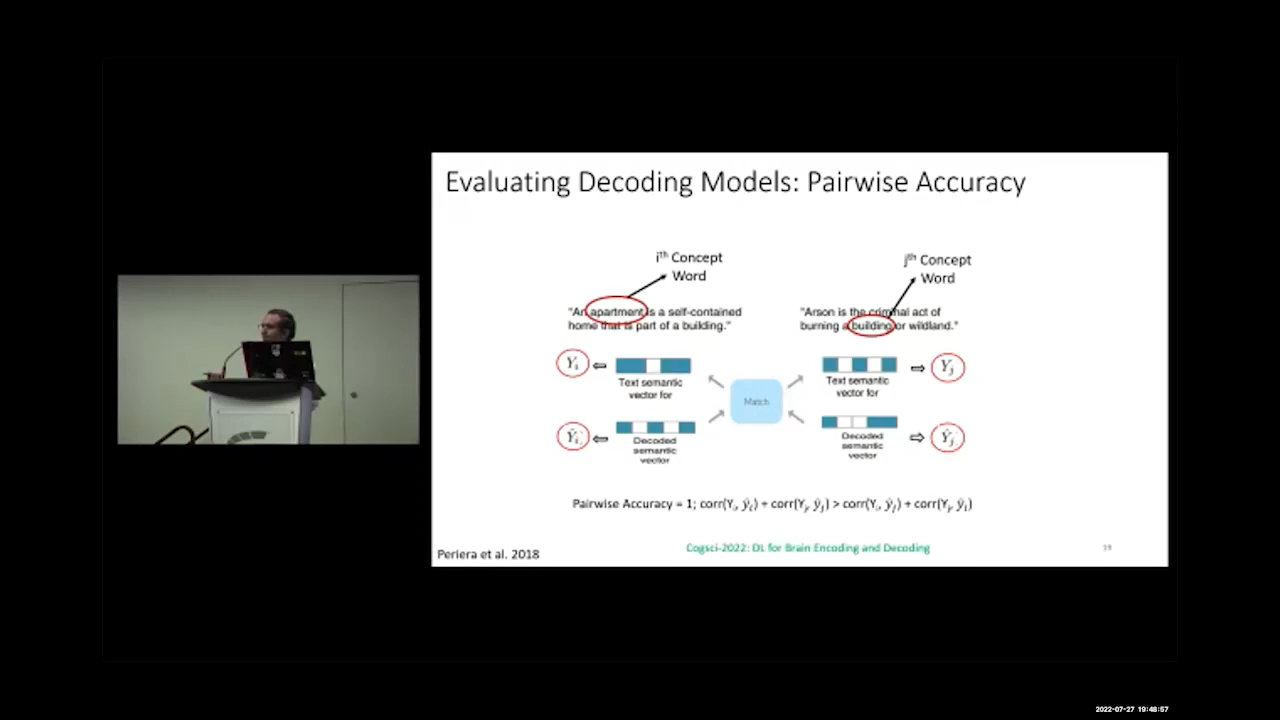 Evaluating Decoding Models: Pairwise Accuracy
iᵗʰ Concept
Word
jᵗʰ Concept
Word
"An apartment is a self-contained
home that is part of a building."
"Arson is the criminal act of
burning a building or wildland."
Yᵢ
Text semantic
vector for
Match
Text semantic
vector for
Yⱼ
Ŷᵢ
Decoded
semantic
vector
Decoded
semantic
vector
Ŷⱼ
Pairwise Accuracy = 1; corr(Yᵢ, ŷᵢ) + corr(Yⱼ, ŷⱼ) > corr(Yᵢ, ŷⱼ) + corr(Yⱼ, ŷᵢ)
Periera et al. 2018
Cogsci-2022: DL for Brain Encoding and Decoding
2022-07-27 19:48:57